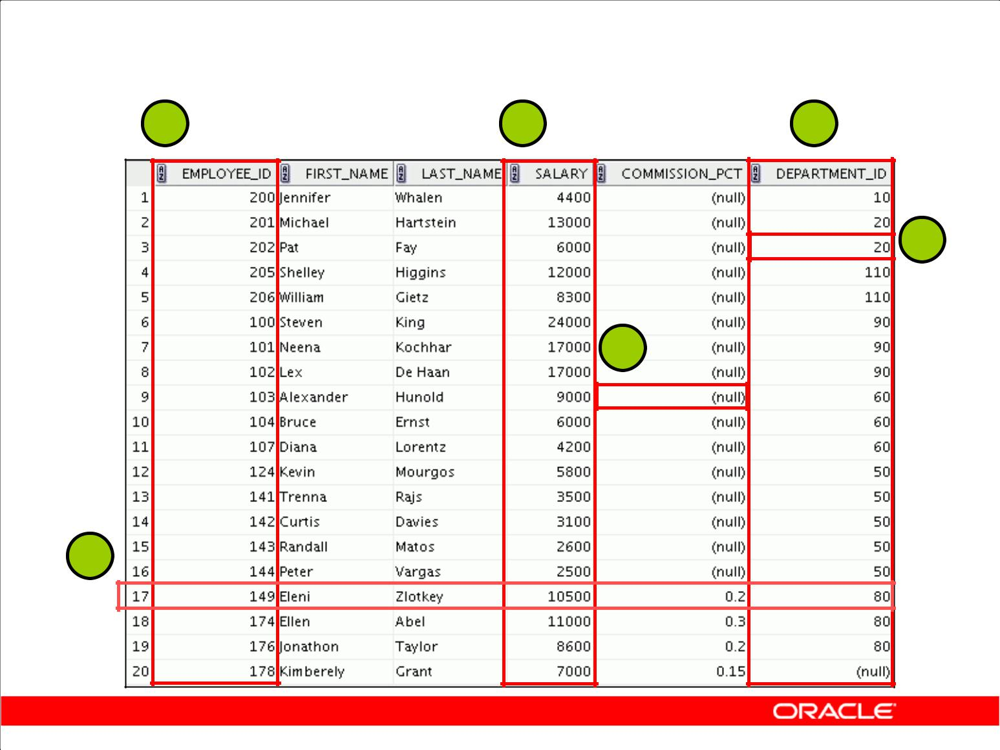 EMPLOYEE_ID FIRST_NAME LAST_NAME SALARY COMMISSION_PCT DEPARTMENT_ID
1 200 Jennifer Whalen 4400 (null) 10
2 201 Michael Hartstein 13000 (null) 20
3 202 Pat Fay 6000 (null) 20
4 205 Shelley Higgins 12000 (null) 110
5 206 William Gietz 8300 (null) 110
6 100 Steven King 24000 (null) 90
7 101 Neena Kochhar 17000 (null) 90
8 102 Lex De Haan 17000 (null) 90
9 103 Alexander Hunold 9000 (null) 60
10 104 Bruce Ernst 6000 (null) 60
11 107 Diana Lorentz 4200 (null) 60
12 124 Kevin Mourgos 5800 (null) 50
13 141 Trenna Rajs 3500 (null) 50
14 142 Curtis Davies 3100 (null) 50
15 143 Randall Matos 2600 (null) 50
16 144 Peter Vargas 2500 (null) 50
17 149 Eleni Zlotkey 10500 0.2 80
18 174 Ellen Abel 11000 0.3 80
19 176 Jonathon Taylor 8600 0.2 80
20 178 Kimberely Grant 7000 0.15 (null)
ORACLE